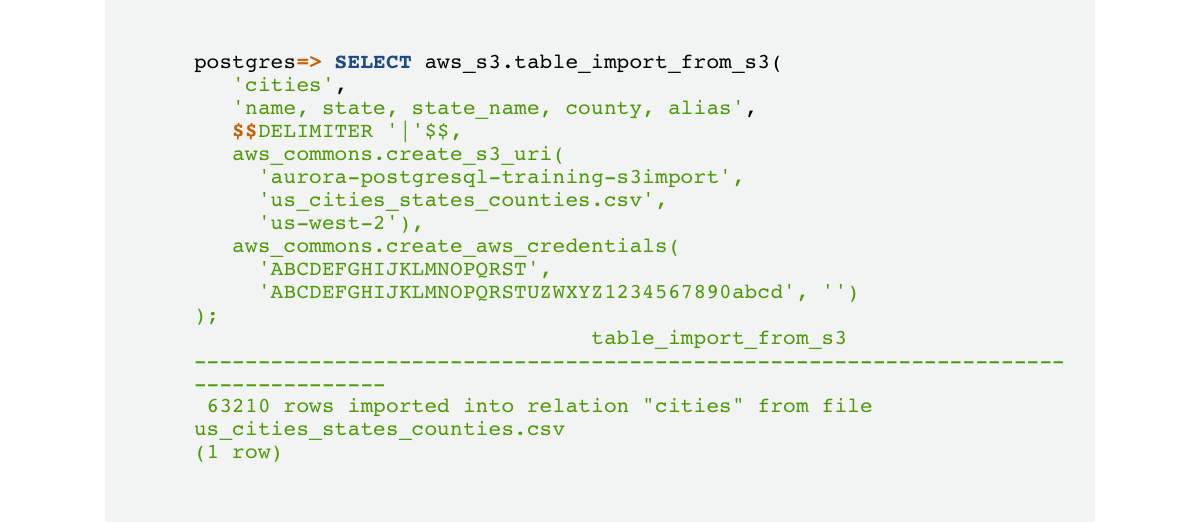 postgres=> SELECT aws_s3.table_import_from_s3(
'cities',
'name, state, state_name, county, alias',
$$DELIMITER '|'$$,
aws_commons.create_s3_uri(
'aurora-postgresql-training-s3import',
'us_cities_states_counties.csv',
'us-west-2'),
aws_commons.create_aws_credentials(
'ABCDEFGHIJKLMNOPQRST',
'ABCDEFGHIJKLMNOPQRSTUZWXYZ1234567890abcd', '')
);
table_import_from_s3
--------------------------------------------------------------------
---------------
63210 rows imported into relation "cities" from file
us_cities_states_counties.csv
(1 row)